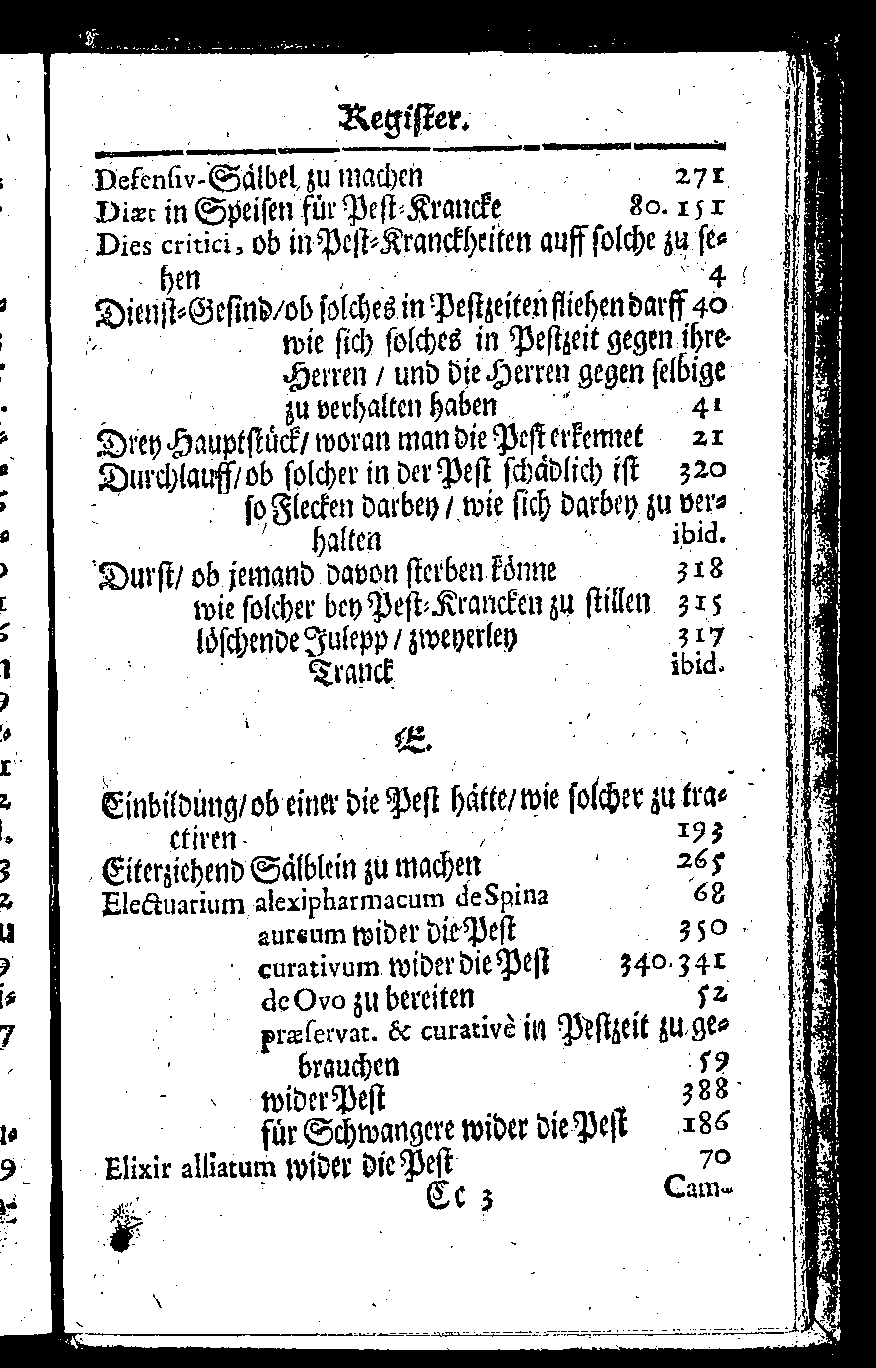 Register.
Defensiv-Sälbel zu machen 271
Diæt in Speisen für Pest-Krancke 80. 151
Dies critici, ob in Pest-Kranckheiten auff solche zu se-
hen 4
Dienst-Gesind/ob solches in Pestzeiten fliehen darff 40
wie sich solches in Pestzeit gegen ihre
Herren / und die Herren gegen selbige
zu verhalten haben 41
Drey Hauptstück/ woran man die Pest erkennet 21
Durchlauff/ob solcher in der Pest schädlich ist 320
so Flecken darbey / wie sich darbey zu ver-
halten ibid.
Durst/ ob jemand davon sterben könne 318
wie solcher bey Pest-Krancken zu stillen 315
löschende Julepp / zweyerley 317
Tranck ibid.
E.
Einbildung/ob einer die Pest hätte/wie solcher zu tra-
ctiren 193
Eiterziehend Sälblein zu machen 265
Electuarium alexipharmacum de Spina 68
aureum wider die Pest 350
curativum wider die Pest 340. 341
de Ovo zu bereiten 52
præservat. & curativè in Pestzeit zu ge-
brauchen 59
wider Pest 388
für Schwangere wider die Pest 186
Elixir alliatum wider die Pest 70
Cc 3 Cam-